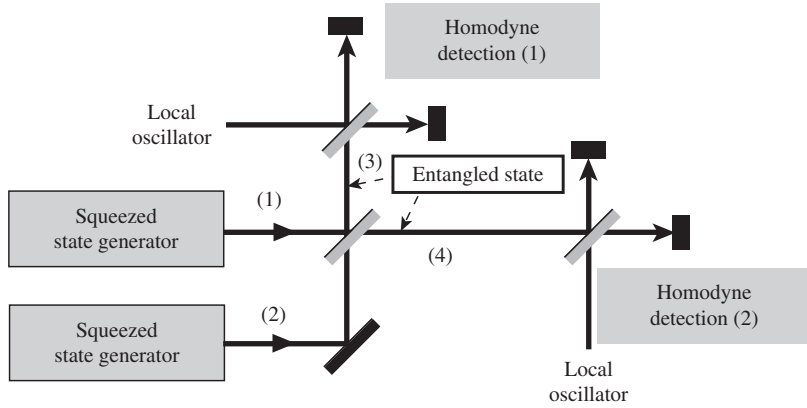 Homodyne
detection (1)
Local
oscillator
(3)
Entangled state
(1)
Squeezed
state generator
(4)
(2)
Squeezed
state generator
Homodyne
detection (2)
Local
oscillator